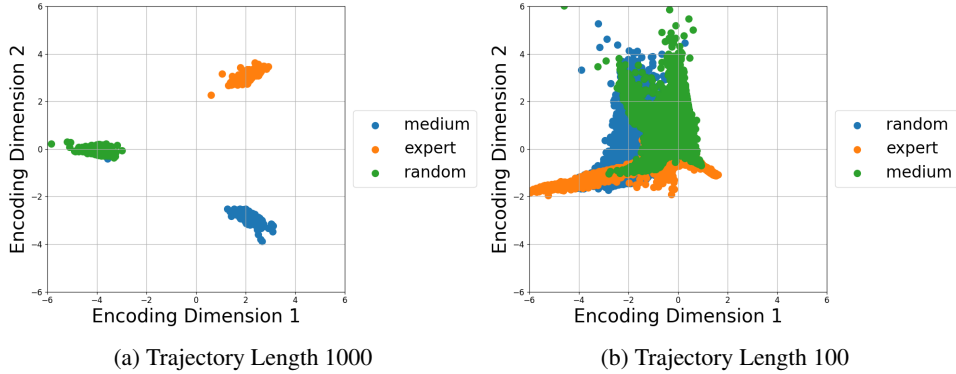 6
4
2
0
−2
−4
−6
−6
−4
−2
0
2
4
6
Encoding Dimension 2
Encoding Dimension 1
medium
expert
random
(a) Trajectory Length 1000
6
4
2
0
−2
−4
−6
−6
−4
−2
0
2
4
6
Encoding Dimension 2
Encoding Dimension 1
random
expert
medium
(b) Trajectory Length 100